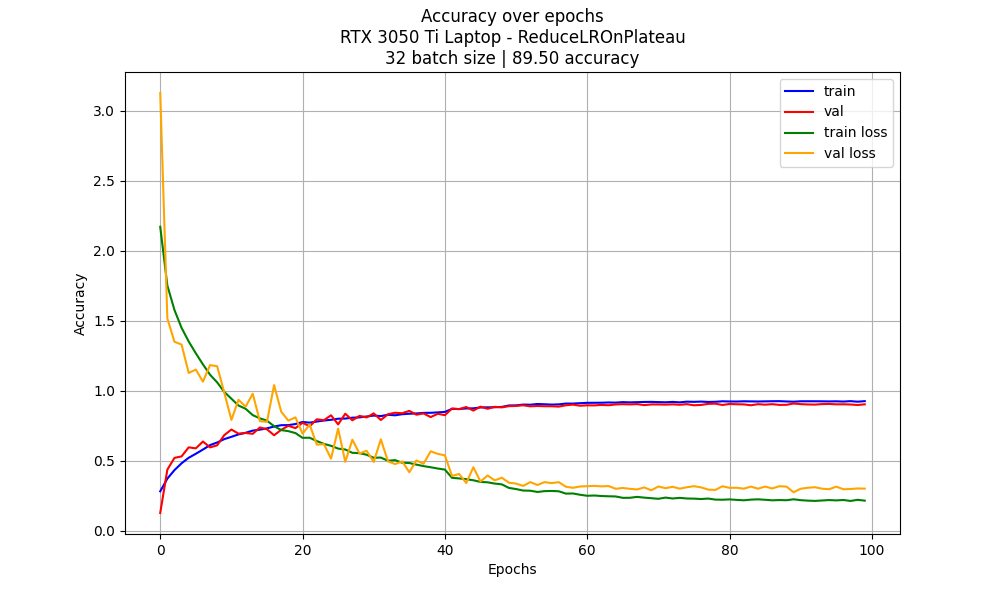 Accuracy over epochs
RTX 3050 Ti Laptop - ReduceLROnPlateau
32 batch size | 89.50 accuracy
train
val
train loss
val loss
3.0
2.5
2.0
1.5
1.0
0.5
0.0
Accuracy
0 20 40 60 80 100
Epochs